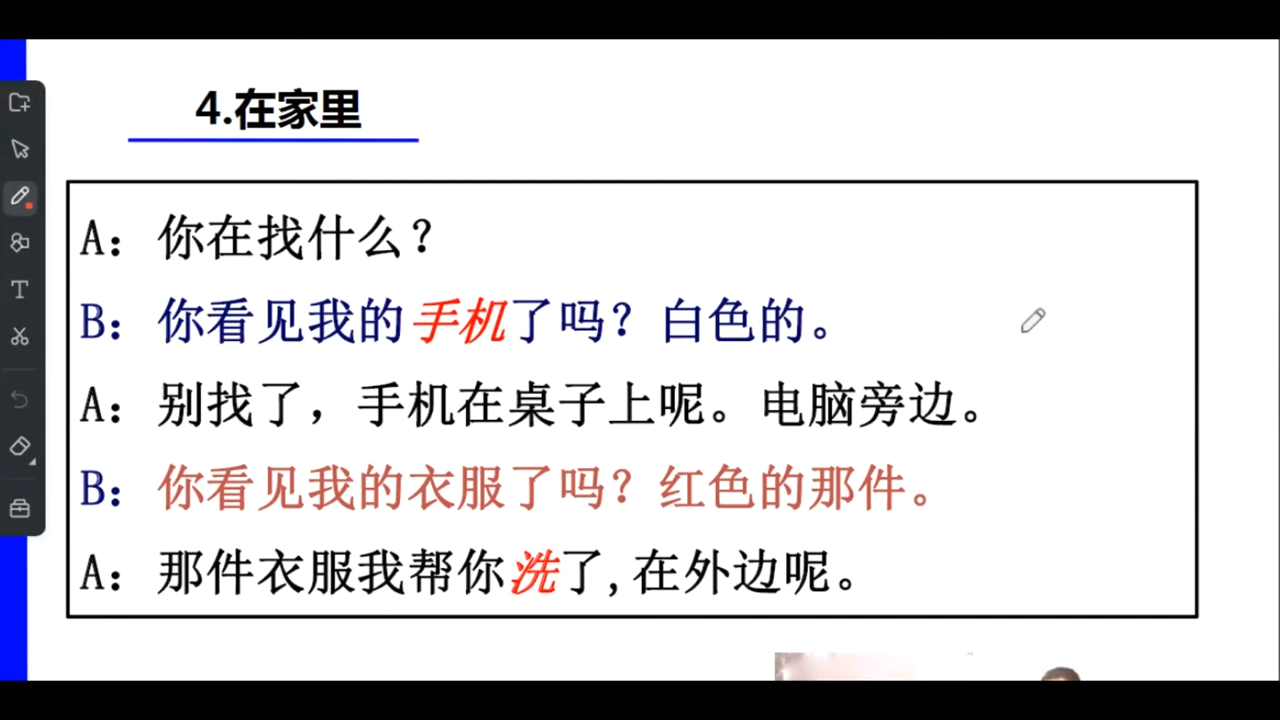 4.在家里
A: 你在找什么？
B: 你看见我的手机了吗？白色的。
A: 别找了，手机在桌子上呢。电脑旁边。
B: 你看见我的衣服了吗？红色的那件。
A: 那件衣服我帮你洗了,在外边呢。
T